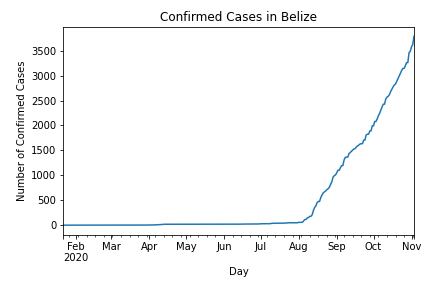 Confirmed Cases in Belize
Number of Confirmed Cases
3500
3000
2500
2000
1500
1000
500
0
Feb Mar Apr May Jun Jul Aug Sep Oct Nov
2020
Day